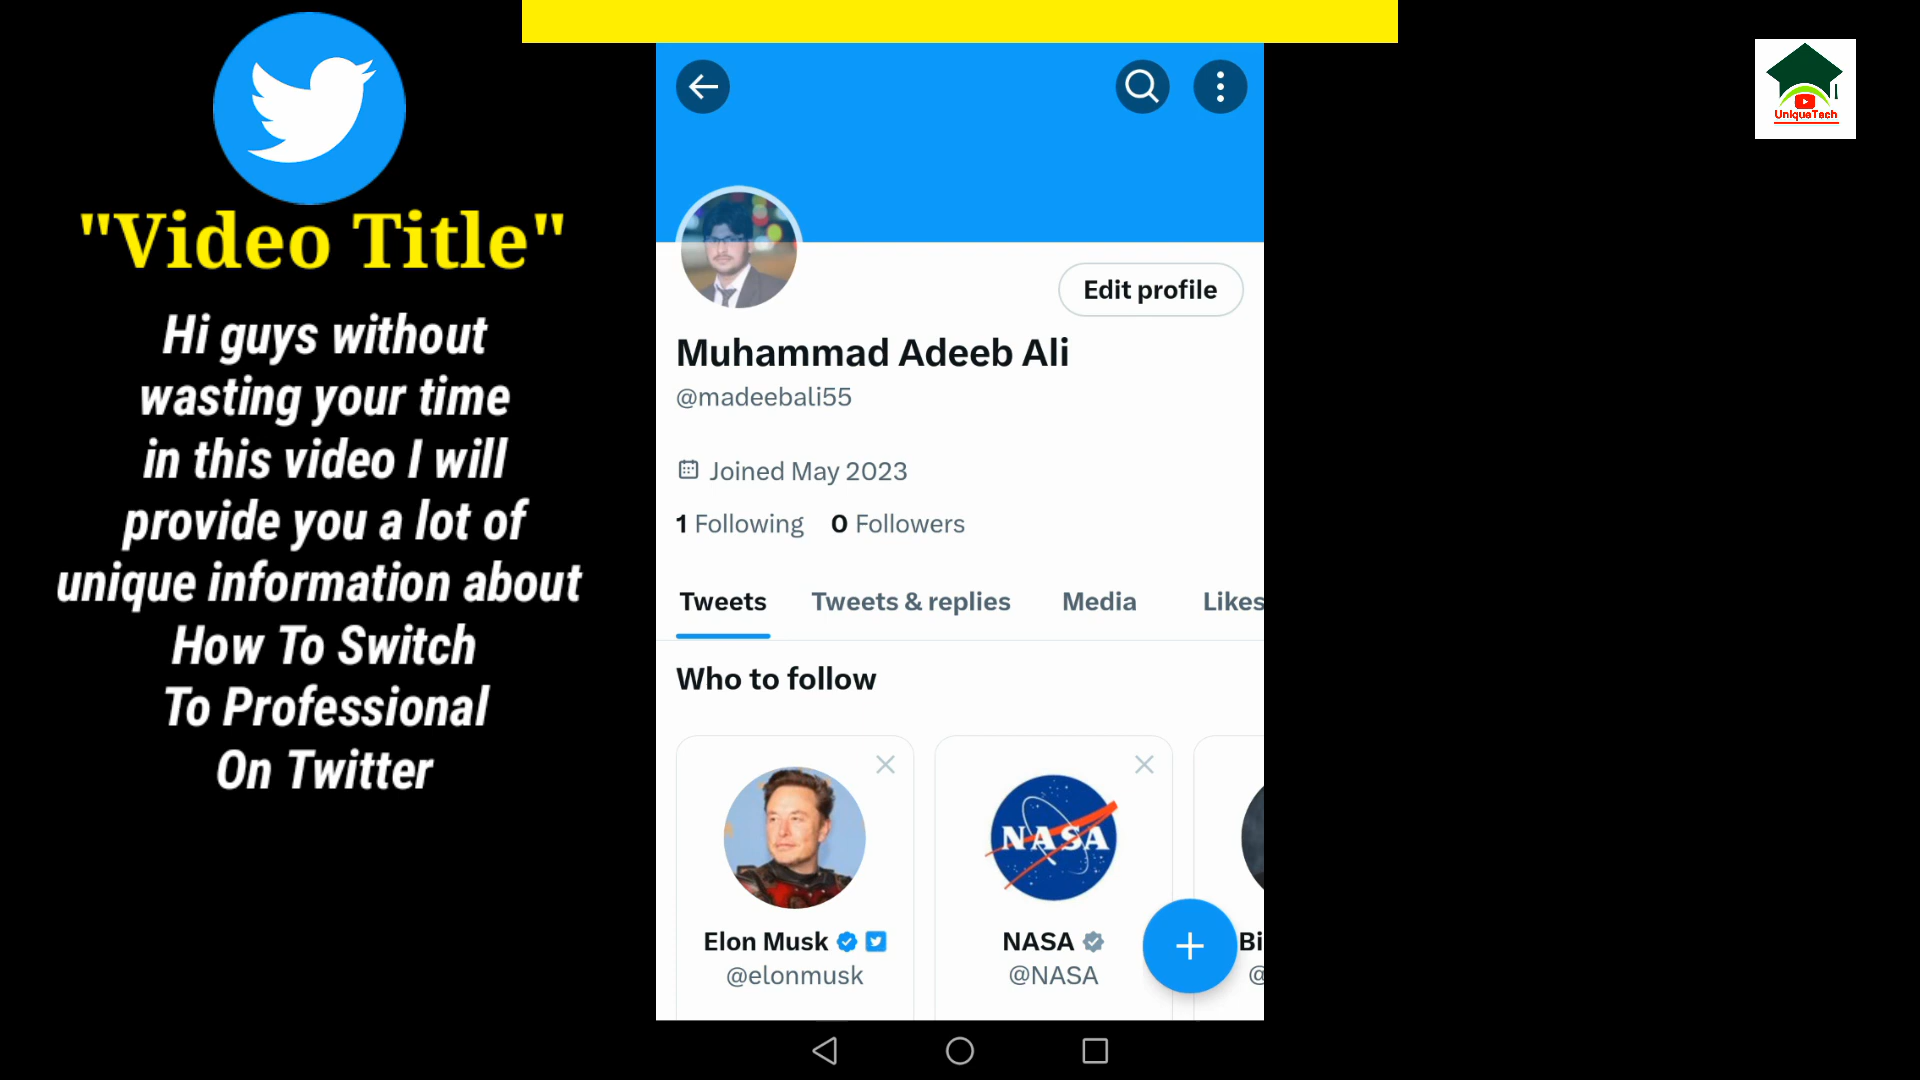 "Video Title"
Hi guys without
wasting your time
in this video I will
provide you a lot of
unique information about
How To Switch
To Professional
On Twitter
Edit profile
Muhammad Adeeb Ali
@madeebali55
Joined May 2023
1 Following 0 Followers
Tweets Tweets & replies Media Likes
Who to follow
NASA
Elon Musk NASA Bi
@elonmusk @NASA @
UniqueTech